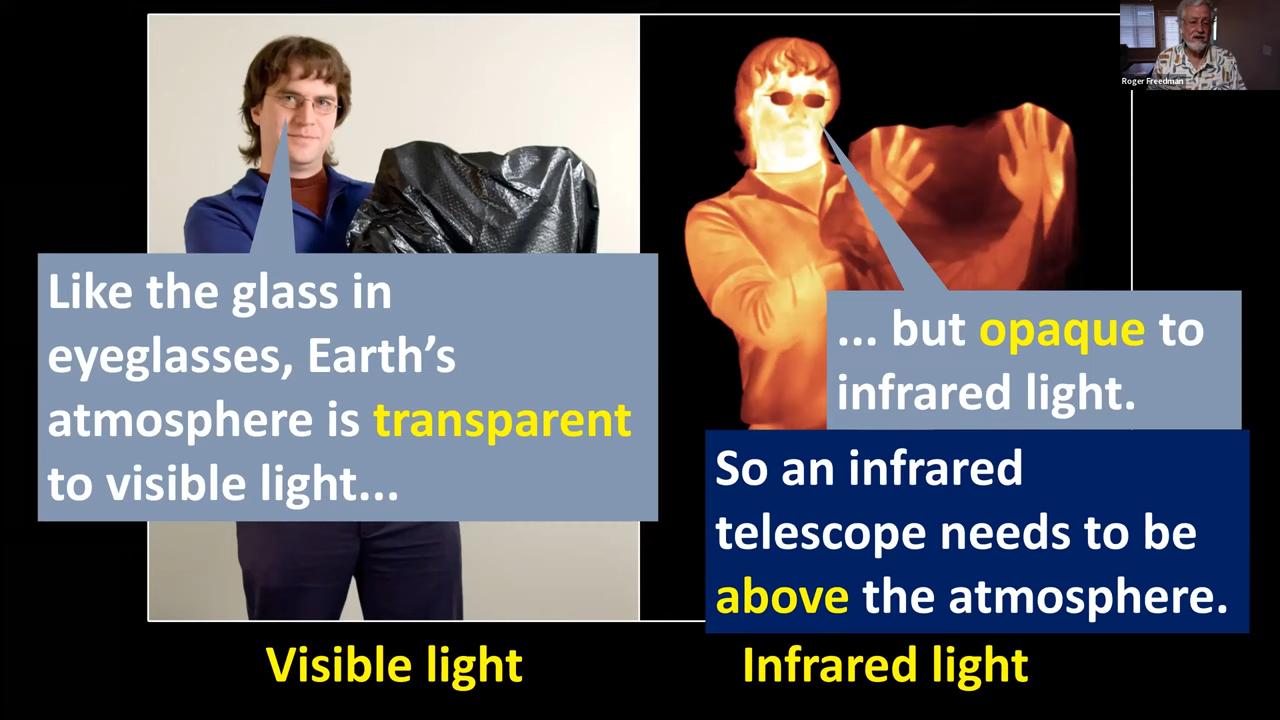 Roger Freedman
Like the glass in
eyeglasses, Earth's
atmosphere is transparent
to visible light...
... but opaque to
infrared light.
So an infrared
telescope needs to be
above the atmosphere.
Visible light
Infrared light